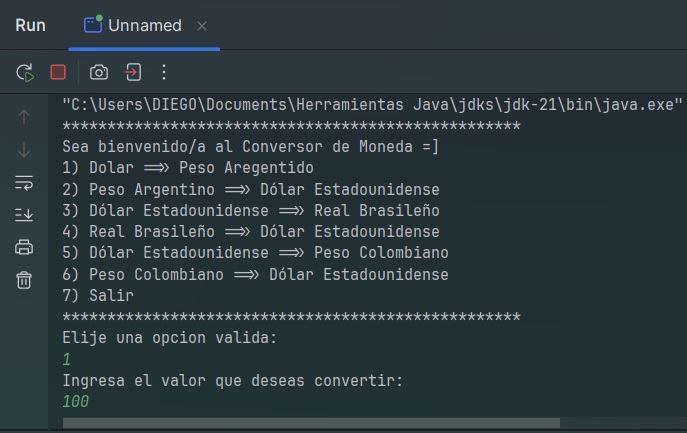 Run Unnamed
"C:\Users\DIEGO\Documents\Herramientas Java\jdks\jdk-21\bin\java.exe"
***************************************************
Sea bienvenido/a al Conversor de Moneda =]
1) Dolar ==>> Peso Aregentido
2) Peso Argentino ==>> Dólar Estadounidense
3) Dólar Estadounidense ==>> Real Brasileño
4) Real Brasileño ==>> Dólar Estadounidense
5) Dólar Estadounidense ==>> Peso Colombiano
6) Peso Colombiano ==>> Dólar Estadounidense
7) Salir
***************************************************
Elije una opcion valida:
1
Ingresa el valor que deseas convertir:
100